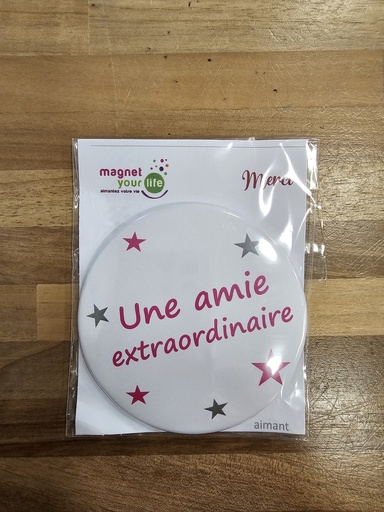 magnet
your life
aimantez votre vie
Merci
Une amie
extraordinaire
aimant